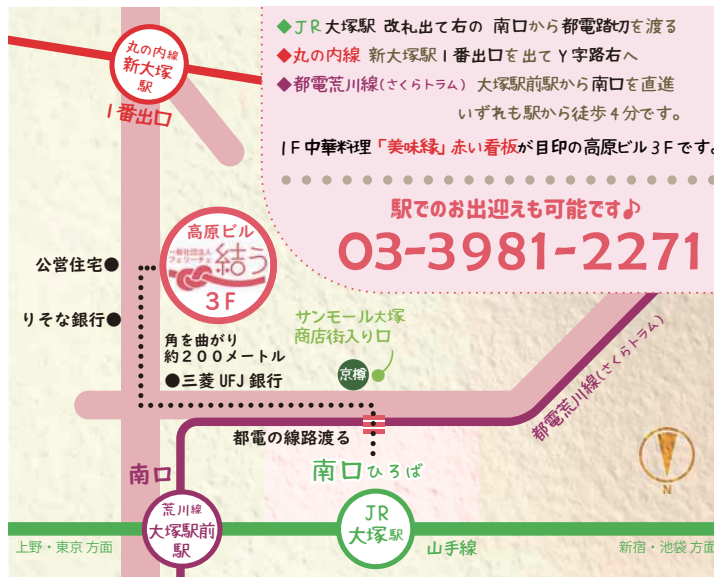 ◆JR大塚駅 改札出て右の 南口から都電踏切を渡る
◆丸の内線 新大塚駅1番出口を出てY字路右へ
◆都電荒川線(さくらトラム) 大塚駅前駅から南口を直進
いずれも駅から徒歩4分です。
1F中華料理「美味縁」赤い看板が目印の高原ビル3Fです。
駅でのお出迎えも可能です♪
03-3981-2271
丸の内線
新大塚
駅
1番出口
高原ビル
一般社団法人
フェリーチェ
結う
3F
公営住宅●
りそな銀行●
角を曲がり
約200メートル
●三菱UFJ銀行
サンモール大塚
商店街入り口
京樽
都電荒川線(さくらトラム)
都電の線路渡る
南口
南口ひろば
N
荒川線
大塚駅前
駅
JR
大塚駅
上野・東京方面
山手線
新宿・池袋方面